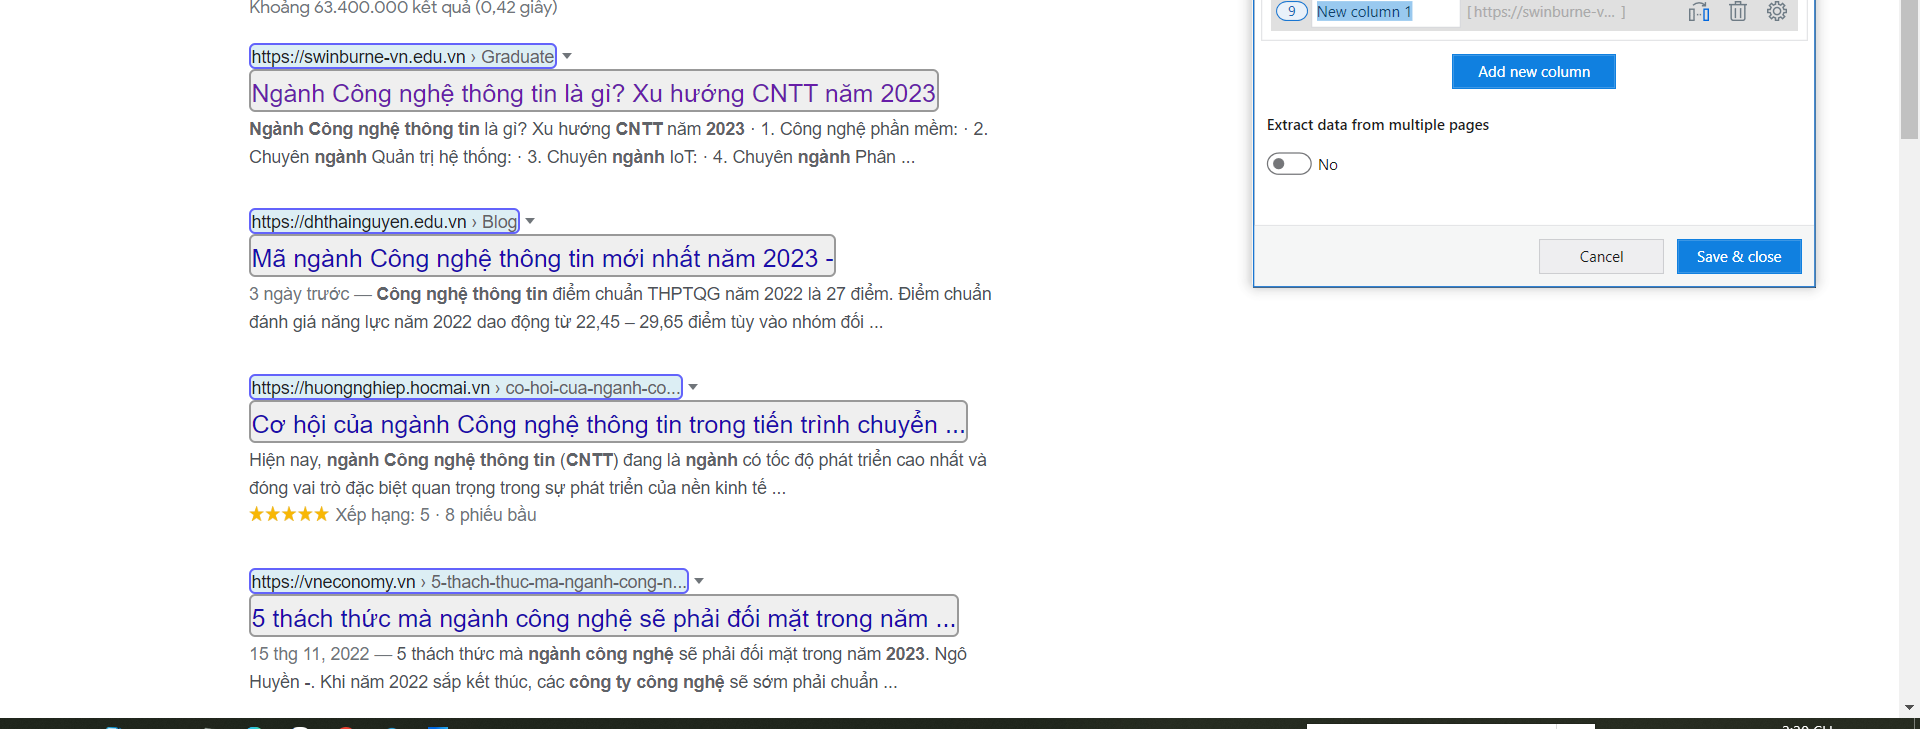 Khoảng 63.400.000 kết quả (0,42 giây)
https://swinburne-vn.edu.vn › Graduate
Ngành Công nghệ thông tin là gì? Xu hướng CNTT năm 2023
Ngành Công nghệ thông tin là gì? Xu hướng CNTT năm 2023 · 1. Công nghệ phần mềm: · 2.
Chuyên ngành Quản trị hệ thống: · 3. Chuyên ngành IoT: · 4. Chuyên ngành Phân ...
https://dhthainguyen.edu.vn › Blog
Mã ngành Công nghệ thông tin mới nhất năm 2023 -
3 ngày trước — Công nghệ thông tin điểm chuẩn THPTQG năm 2022 là 27 điểm. Điểm chuẩn
đánh giá năng lực năm 2022 dao động từ 22,45 – 29,65 điểm tùy vào nhóm đối ...
https://huongnghiep.hocmai.vn › co-hoi-cua-nganh-co...
Cơ hội của ngành Công nghệ thông tin trong tiến trình chuyển ...
Hiện nay, ngành Công nghệ thông tin (CNTT) đang là ngành có tốc độ phát triển cao nhất và
đóng vai trò đặc biệt quan trọng trong sự phát triển của nền kinh tế ...
★★★★★ Xếp hạng: 5 · 8 phiếu bầu
https://vneconomy.vn › 5-thach-thuc-ma-nganh-cong-n...
5 thách thức mà ngành công nghệ sẽ phải đối mặt trong năm ...
15 thg 11, 2022 — 5 thách thức mà ngành công nghệ sẽ phải đối mặt trong năm 2023. Ngô
Huyền -. Khi năm 2022 sắp kết thúc, các công ty công nghệ sẽ sớm phải chuẩn ...
9 New column 1 [ https://swinburne-v... ]
Add new column
Extract data from multiple pages
No
Cancel Save & close